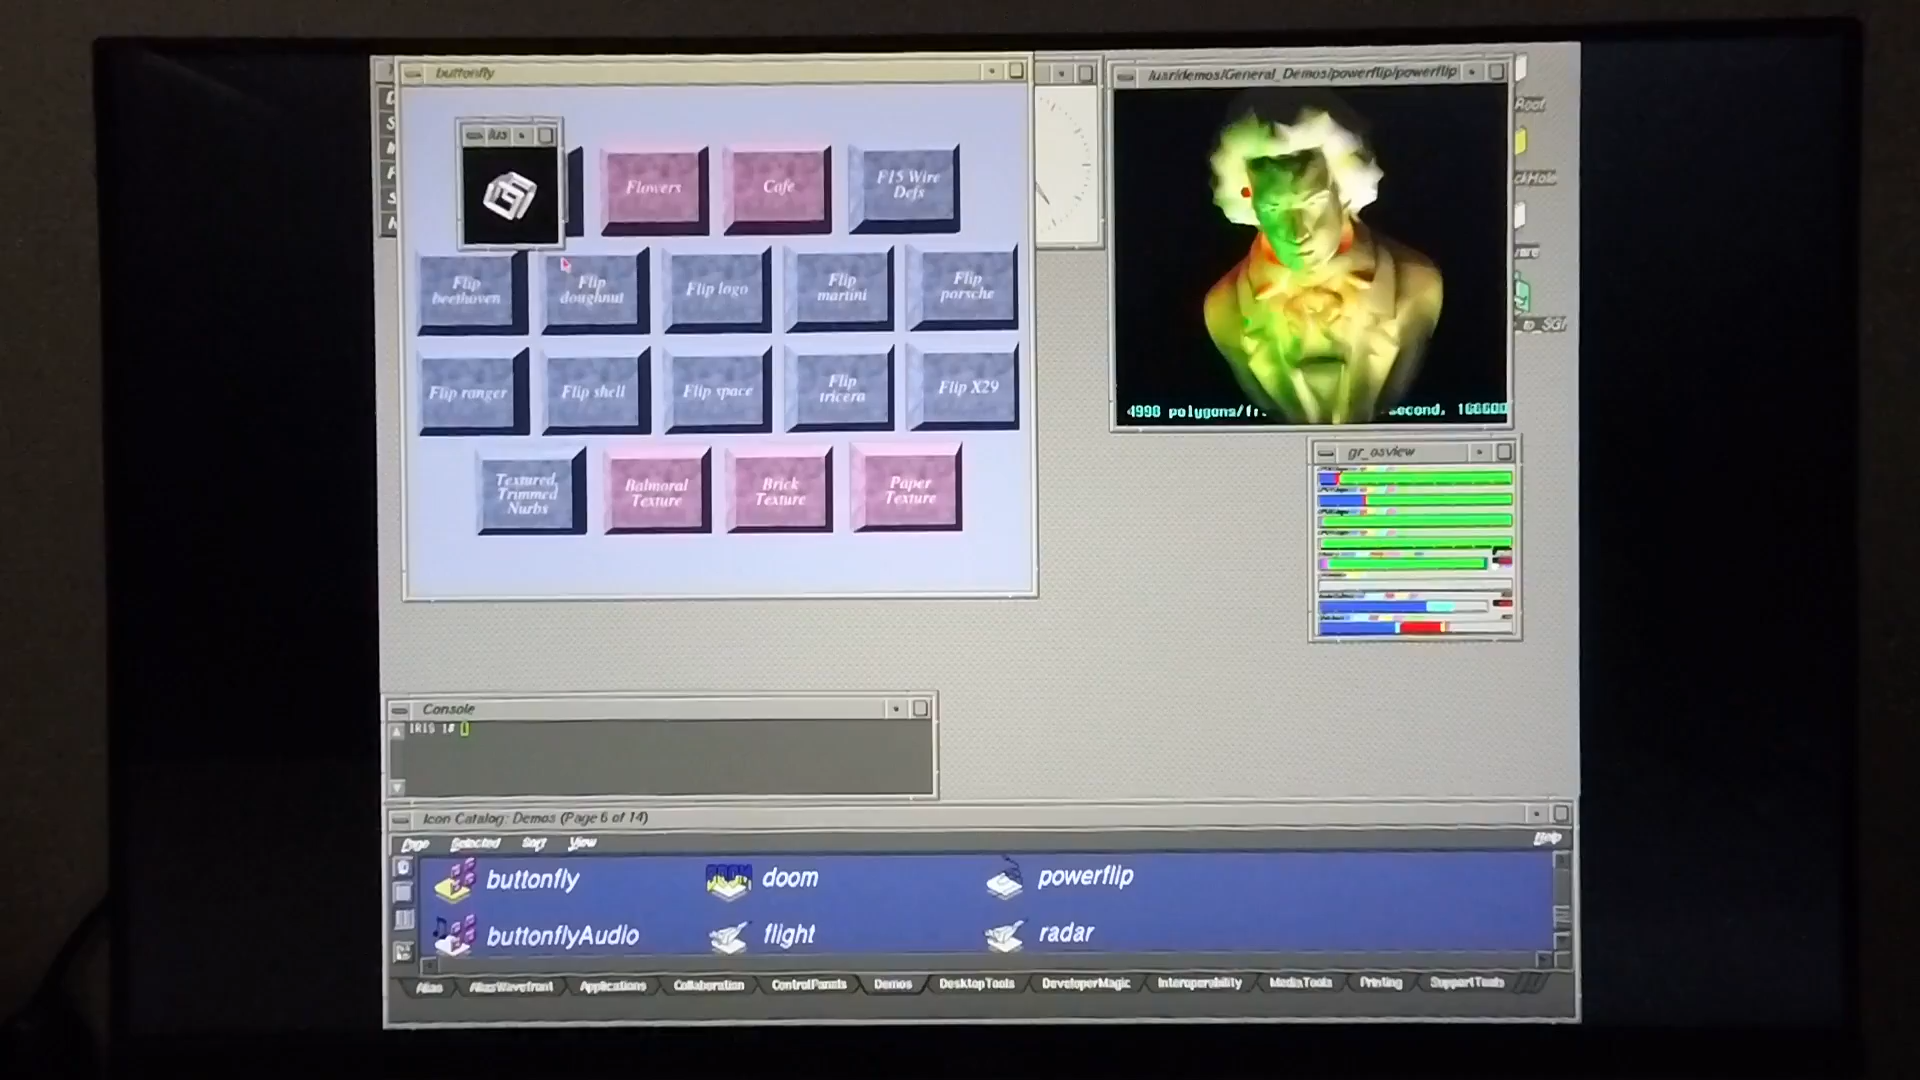 buttonfly
/usr/demos/General_Demos/powerflip/powerflip
Flowers
Cafe
F15 Wire
Defs
Flip
beethoven
Flip
doughnut
Flip logo
Flip
martini
Flip
porsche
Flip ranger
Flip shell
Flip space
Flip
tricera
Flip X29
Textured,
Trimmed
Nurbs
Balmoral
Texture
Brick
Texture
Paper
Texture
4998 polygons/fr
second,
gr_osview
Console
IRIS 1#
Icon Catalog: Demos (Page 6 of 14)
Page Selected Sort View Help
buttonfly doom powerflip
buttonflyAudio flight radar
Alias AliasWavefront Applications Collaboration ControlPanels Demos DesktopTools DeveloperMagic Interoperability MediaTools Printing SupportTools